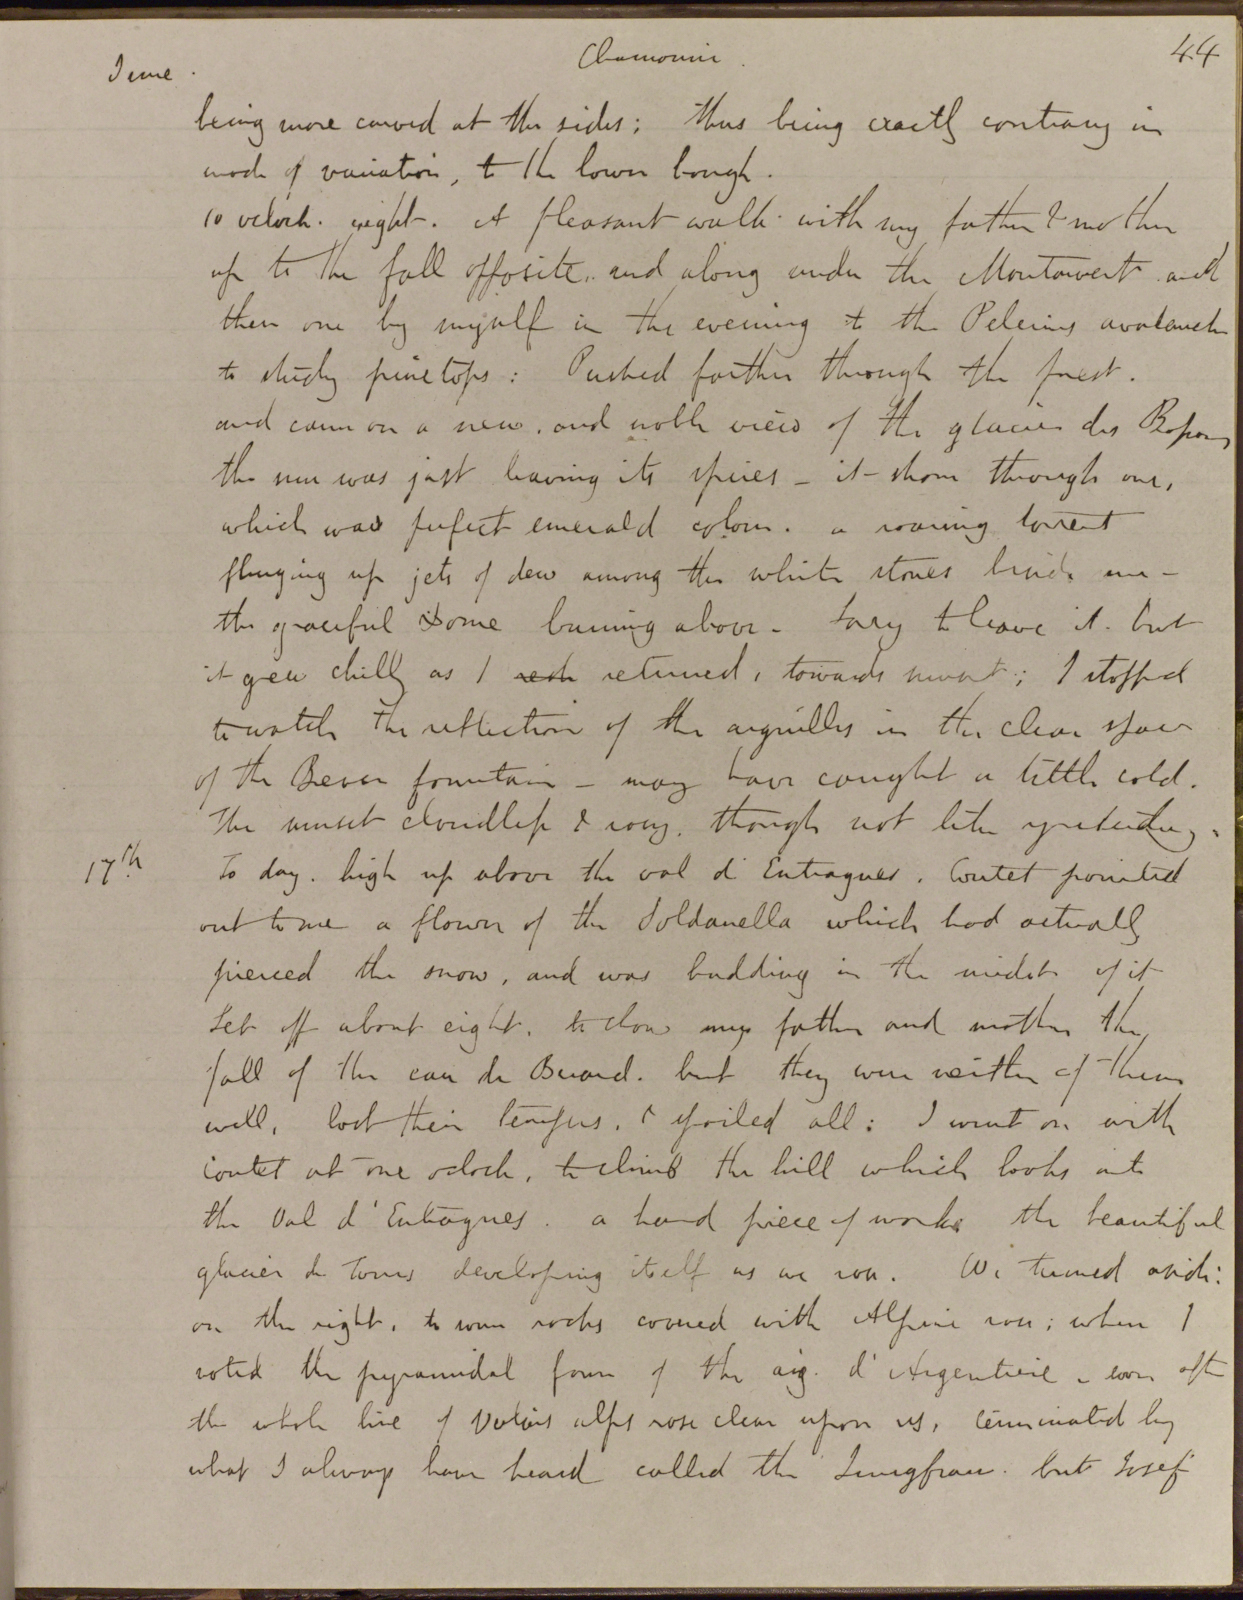 June. Chamouni. 44
being more curved at the sides; thus being exactly contrary in
mode of variation, to the lower bough.
10 oclock. night. A pleasant walk with my father & mother
up to the fall opposite, and along under the Montanvert and
then one by myself in the evening to the Pelerins avalanche
to study pinetops: Pushed farther through the forest.
and came on a new, and noble view of the glacier des Bossons
the sun was just leaving its spires - it shone through one,
which was perfect emerald colour. a roaring torrent
flinging up jets of dew among the white stones beside me -
the graceful Dome burning above - Sorry to leave it. but
it grew chilly as I returned, towards sunset; I stopped
to watch the reflection of the aiguilles in the clear space
of the Breven fountain - may have caught a little cold.
The sunset cloudless & rosy, though not like yesterday.
17th To day. high up above the val d' Entragues. Coutet pointed
out to me a flower of the Soldanella which had actually
pierced the snow, and was budding in the midst of it
Set off about eight, to show my father and mother the
fall of the eau de Berard. but they were neither of them
well, lost their tempers, & spoiled all: I went on with
Coutet at one oclock, to climb the hill which looks into
the Val d' Entragues. a hard piece of work the beautiful
glacier de Tours developing itself as we rose. We turned aside:
on the right, to some rocks covered with Alpine rose; when I
noted the pyramidal form of the aig. d' Argentiere - soon after
the whole line of Valais alps rose clear upon us, terminated by
what I always have heard called the Jungfrau. but Josef